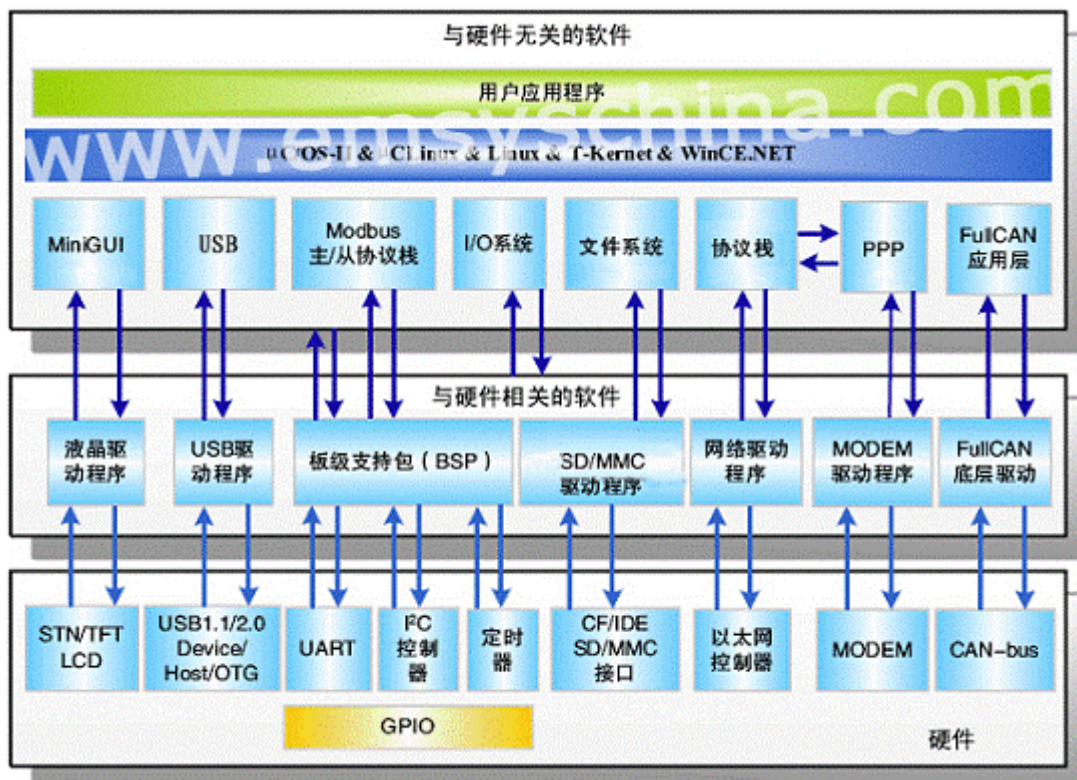 与硬件无关的软件
用户应用程序
www.emsyschina.com
μC/OS-II & μCLinux & Linux & T-Kernet & WinCE.NET
MiniGUI
USB
Modbus
主/从协议栈
I/O系统
文件系统
协议栈
PPP
FullCAN
应用层
与硬件相关的软件
液晶驱
动程序
USB驱
动程序
板级支持包（BSP）
SD/MMC
驱动程序
网络驱动
程序
MODEM
驱动程序
FullCAN
底层驱动
STN/TFT
LCD
USB1.1/2.0
Device/
Host/OTG
UART
I²C
控制
器
定时
器
CF/IDE
SD/MMC
接口
以太网
控制器
MODEM
CAN-bus
GPIO
硬件